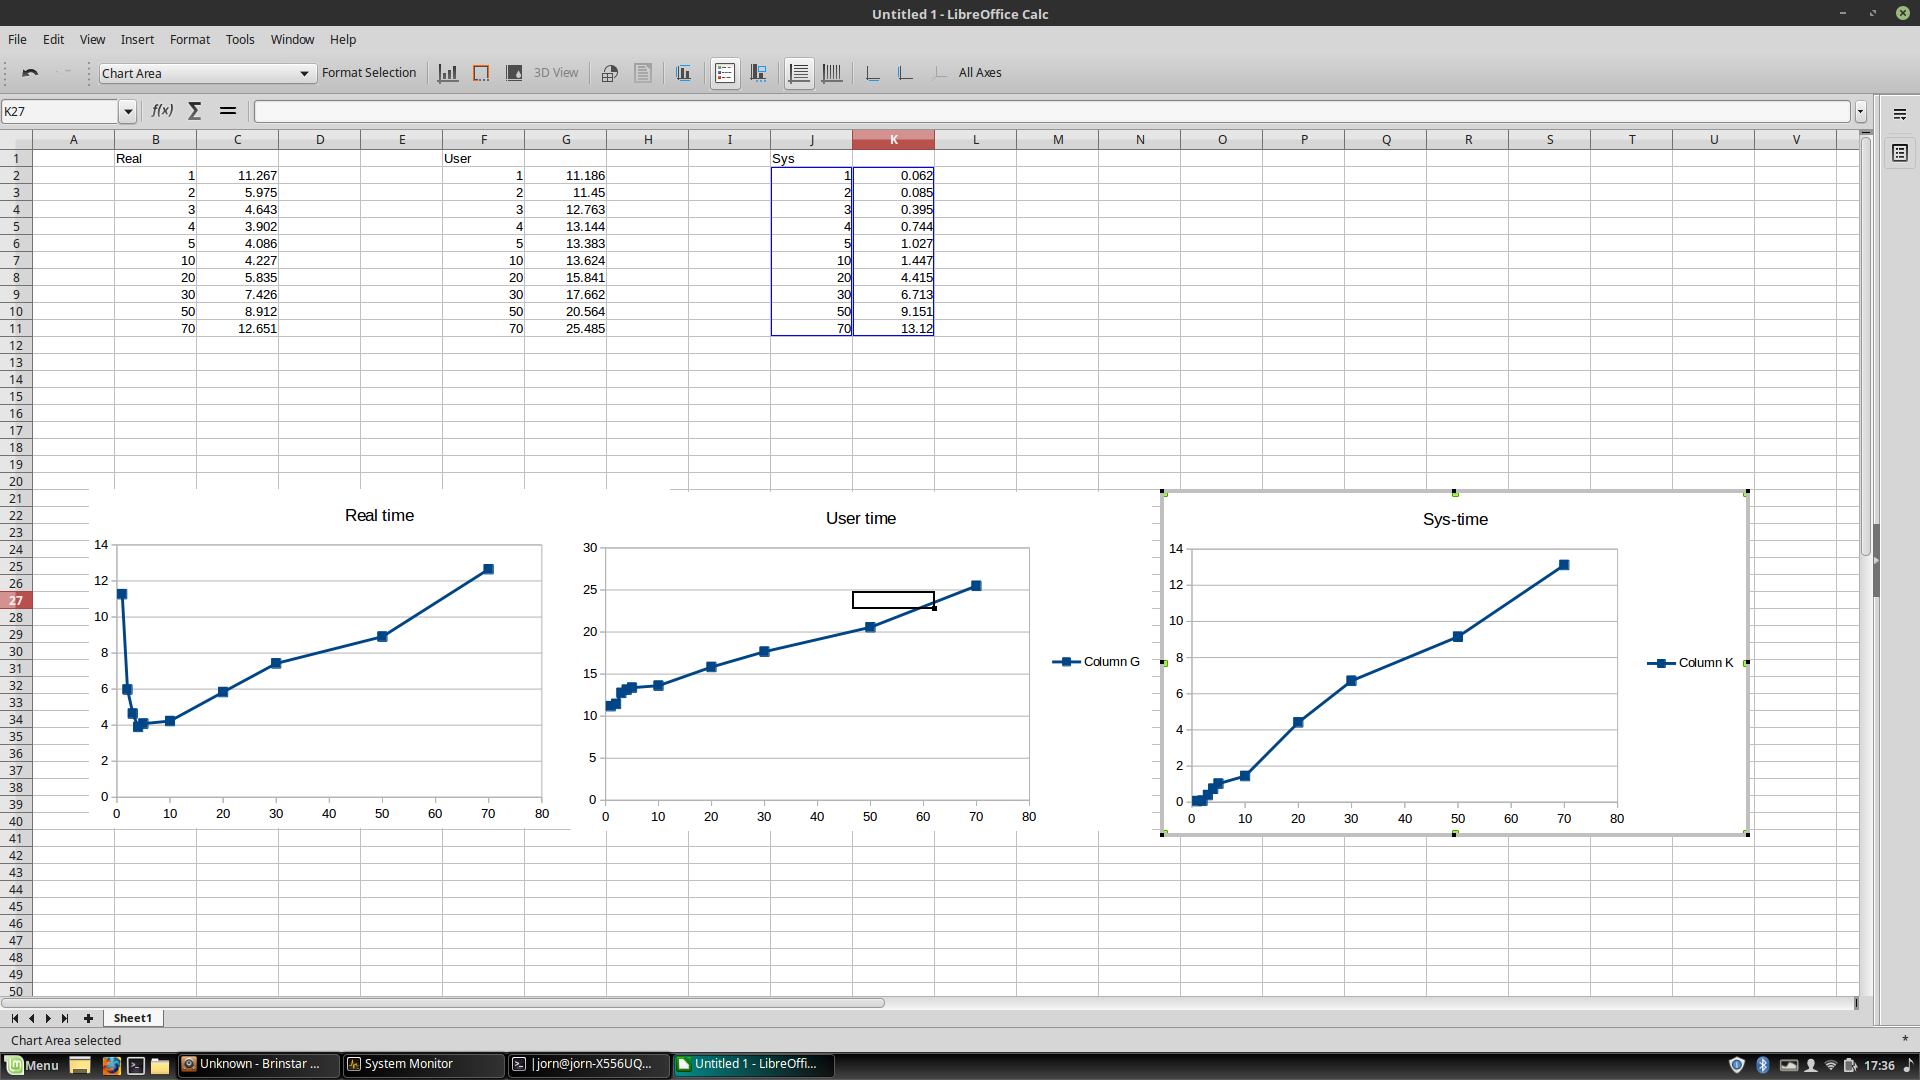 Untitled 1 - LibreOffice Calc
File Edit View Insert Format Tools Window Help
Chart Area Format Selection 3D View All Axes
K27 f(x) Σ =
A B C D E F G H I J K L M N O P Q R S T U V
1 Real User Sys
2 1 11.267 1 11.186 1 0.062
3 2 5.975 2 11.45 2 0.085
4 3 4.643 3 12.763 3 0.395
5 4 3.902 4 13.144 4 0.744
6 5 4.086 5 13.383 5 1.027
7 10 4.227 10 13.624 10 1.447
8 20 5.835 20 15.841 20 4.415
9 30 7.426 30 17.662 30 6.713
10 50 8.912 50 20.564 50 9.151
11 70 12.651 70 25.485 70 13.12
12
13
14
15
16
17
18
19
20
21
22
23
24
25
26
27
28
29
30
31
32
33
34
35
36
37
38
39
40
41
42
43
44
45
46
47
48
49
50
Real time
14
12
10
8
6
4
2
0
0 10 20 30 40 50 60 70 80
User time
30
25
20
15
10
5
0
0 10 20 30 40 50 60 70 80
Column G
Sys-time
14
12
10
8
6
4
2
0
0 10 20 30 40 50 60 70 80
Column K
Sheet1
Chart Area selected *
Menu Unknown - Brinstar ... System Monitor |jorn@jorn-X556UQ... Untitled 1 - LibreOffi... 17:36